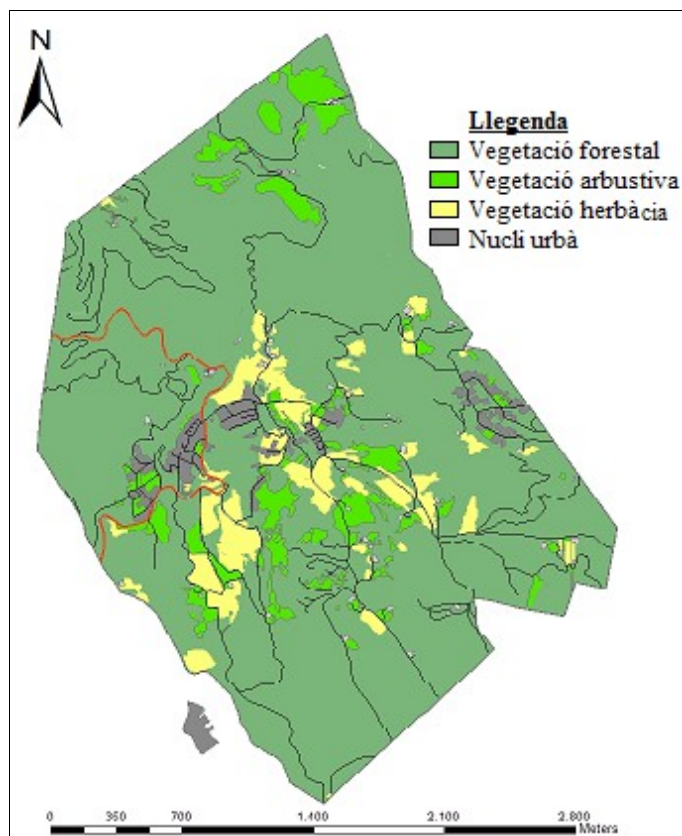 N
Llegenda
Vegetació forestal
Vegetació arbustiva
Vegetació herbàcia
Nucli urbà
0 350 700 1.400 2.100 2.800
Meters